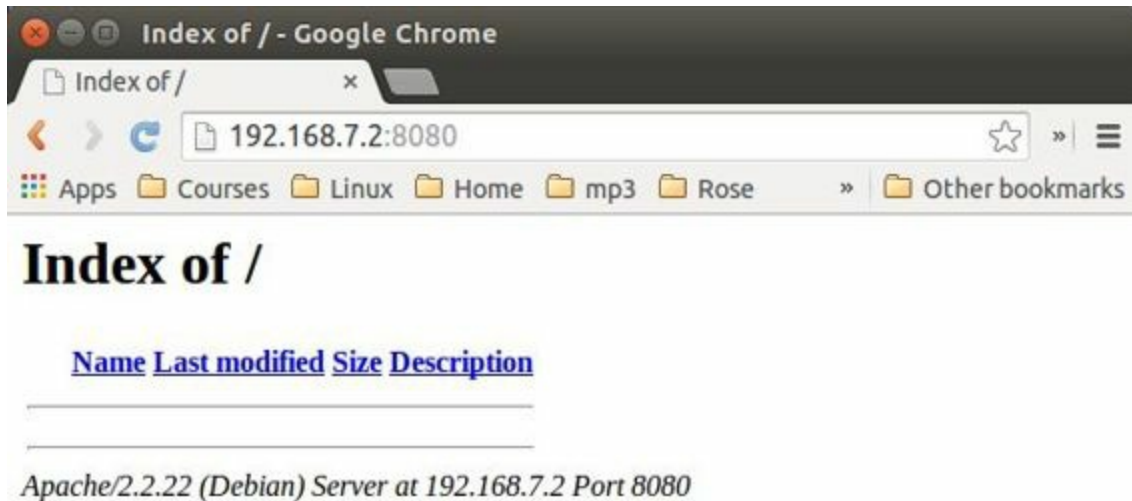 Index of / - Google Chrome
Index of /
192.168.7.2:8080
Apps Courses Linux Home mp3 Rose » Other bookmarks
Index of /
Name Last modified Size Description
Apache/2.2.22 (Debian) Server at 192.168.7.2 Port 8080